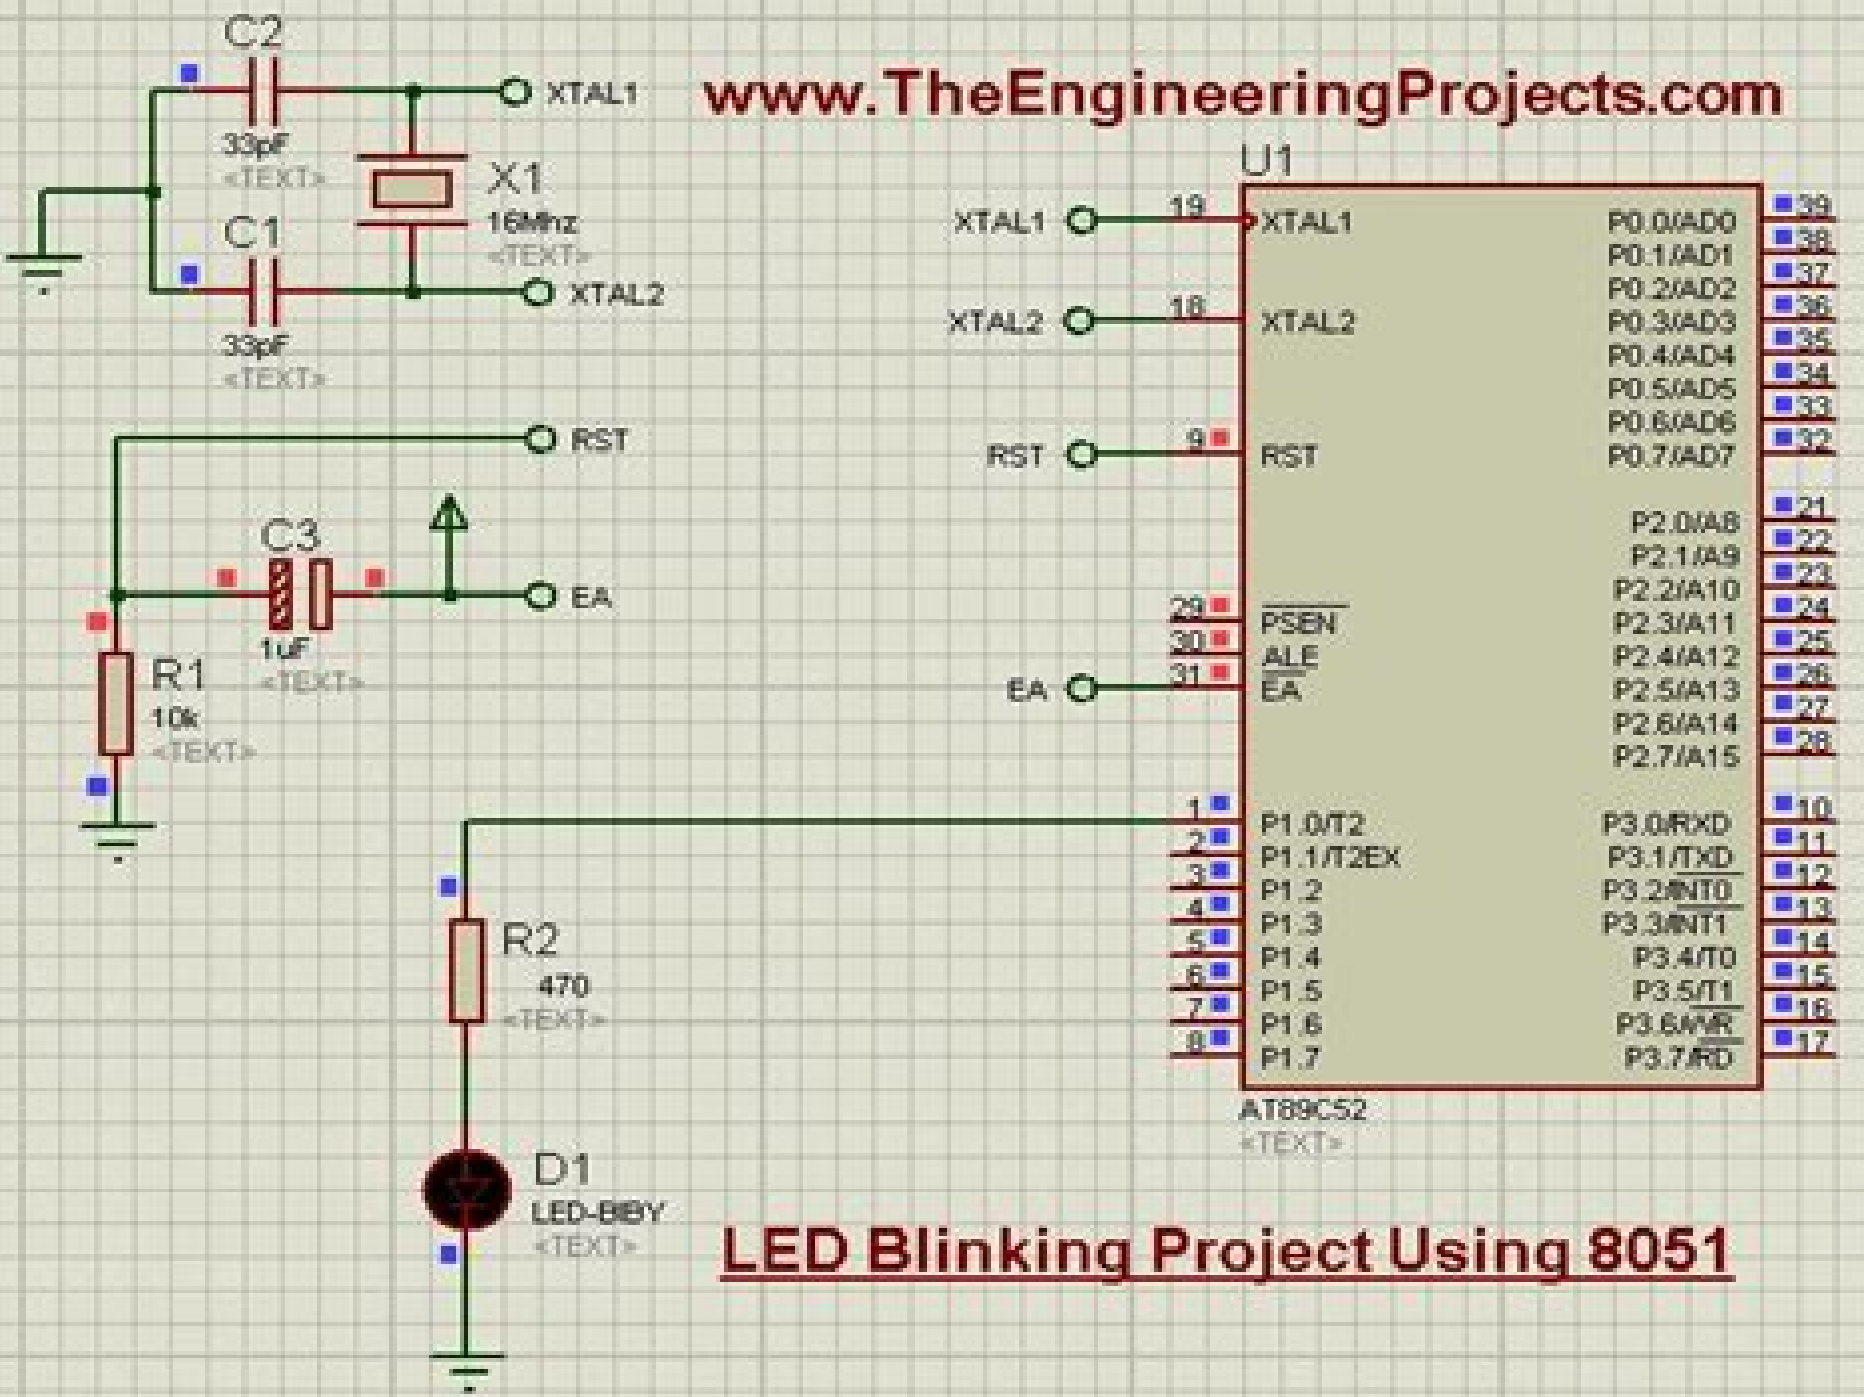 C2
XTAL1
33pF
<TEXT>
X1
16Mhz
<TEXT>
C1
XTAL2
33pF
<TEXT>
RST
C3
EA
1uF
<TEXT>
R1
10k
<TEXT>
R2
470
<TEXT>
D1
LED-BIBY
<TEXT>
www.TheEngineeringProjects.com
U1
XTAL1 19 XTAL1
XTAL2 18 XTAL2
RST 9 RST
29 PSEN
30 ALE
EA 31 EA
1 P1.0/T2
2 P1.1/T2EX
3 P1.2
4 P1.3
5 P1.4
6 P1.5
7 P1.6
8 P1.7
P0.0/AD0 39
P0.1/AD1 38
P0.2/AD2 37
P0.3/AD3 36
P0.4/AD4 35
P0.5/AD5 34
P0.6/AD6 33
P0.7/AD7 32
P2.0/A8 21
P2.1/A9 22
P2.2/A10 23
P2.3/A11 24
P2.4/A12 25
P2.5/A13 26
P2.6/A14 27
P2.7/A15 28
P3.0/RXD 10
P3.1/TXD 11
P3.2/INT0 12
P3.3/INT1 13
P3.4/T0 14
P3.5/T1 15
P3.6/WR 16
P3.7/RD 17
AT89C52
<TEXT>
LED Blinking Project Using 8051